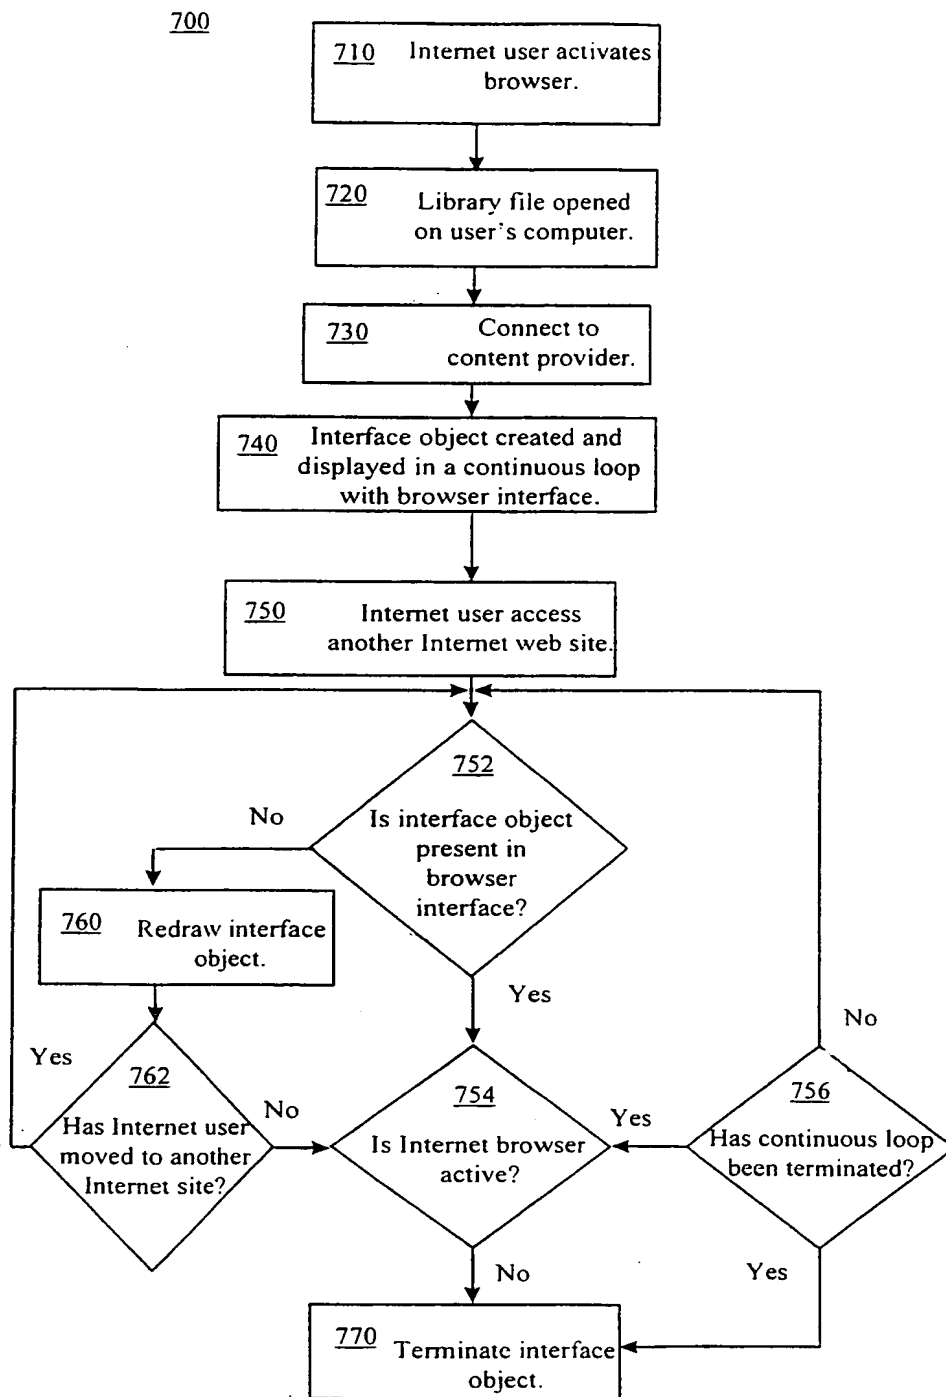 700
710 Internet user activates
browser.
720 Library file opened
on user's computer.
730 Connect to
content provider.
740 Interface object created and
displayed in a continuous loop
with browser interface.
750 Internet user access
another Internet web site.
752
No
Is interface object
present in
browser
interface?
760 Redraw interface
object.
Yes
No
Yes
762
Has Internet user
moved to another
Internet site?
No
754
Is Internet browser
active?
Yes
756
Has continuous loop
been terminated?
No
Yes
770 Terminate interface
object.